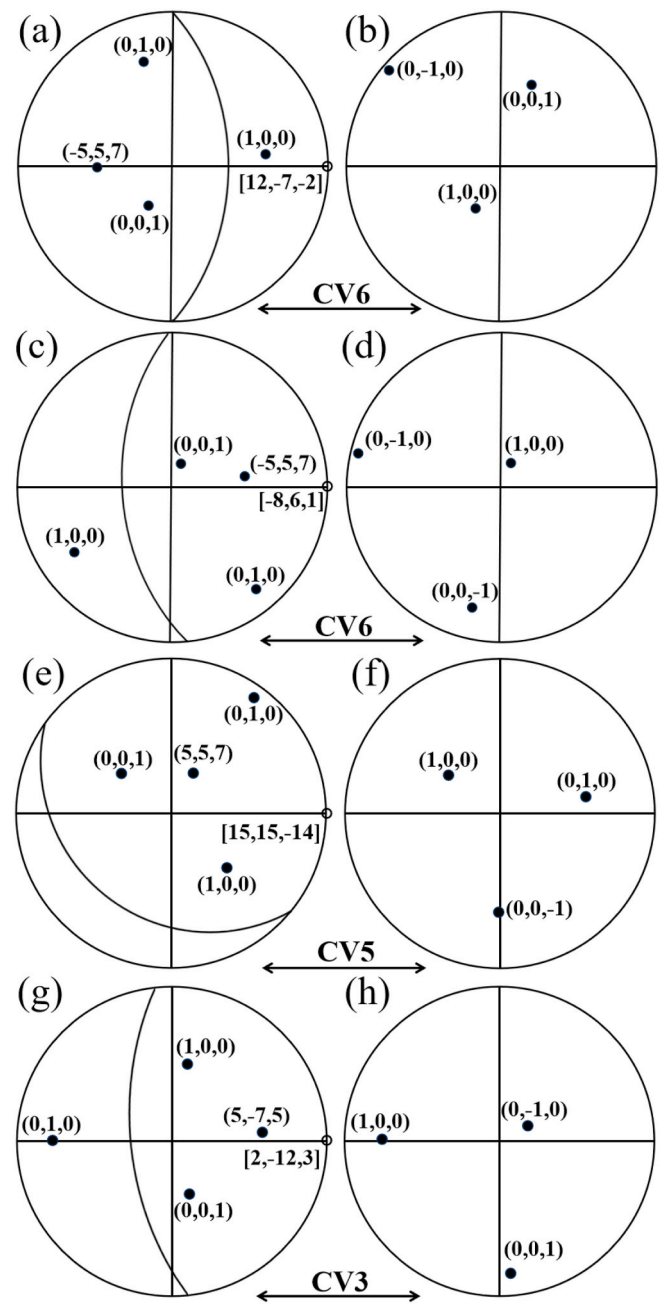 (a)
(0,1,0)
(-5,5,7)
(1,0,0)
[12,-7,-2]
(0,0,1)
(b)
(0,-1,0)
(0,0,1)
(1,0,0)
CV6
(c)
(0,0,1)
(-5,5,7)
[-8,6,1]
(1,0,0)
(0,1,0)
(d)
(0,-1,0)
(1,0,0)
(0,0,-1)
CV6
(e)
(0,1,0)
(0,0,1)
(5,5,7)
[15,15,-14]
(1,0,0)
(f)
(1,0,0)
(0,1,0)
(0,0,-1)
CV5
(g)
(1,0,0)
(0,1,0)
(5,-7,5)
[2,-12,3]
(0,0,1)
(h)
(1,0,0)
(0,-1,0)
(0,0,1)
CV3